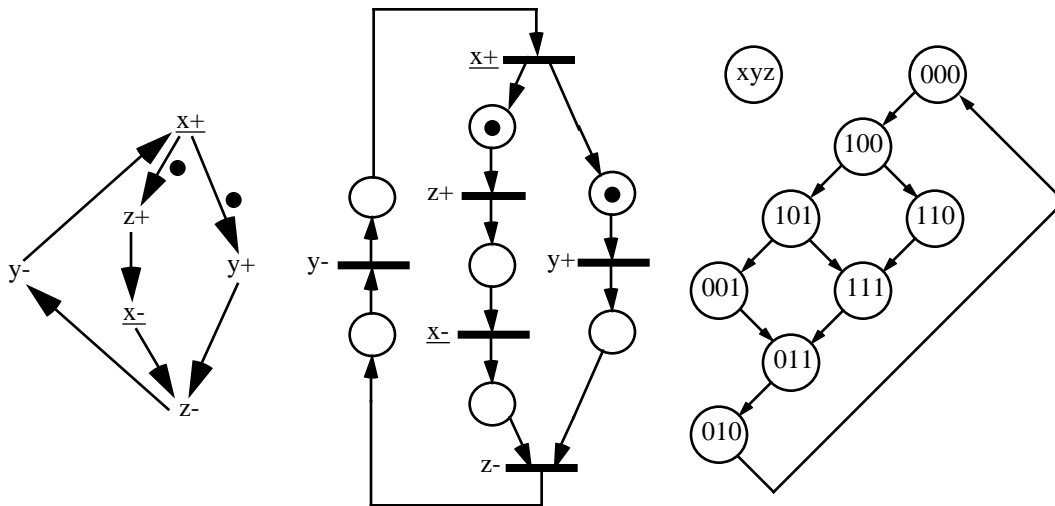 x+
z+
y-
y+
x-
z-
x+
z+
y-
y+
x-
z-
xyz
000
100
101
110
001
111
011
010